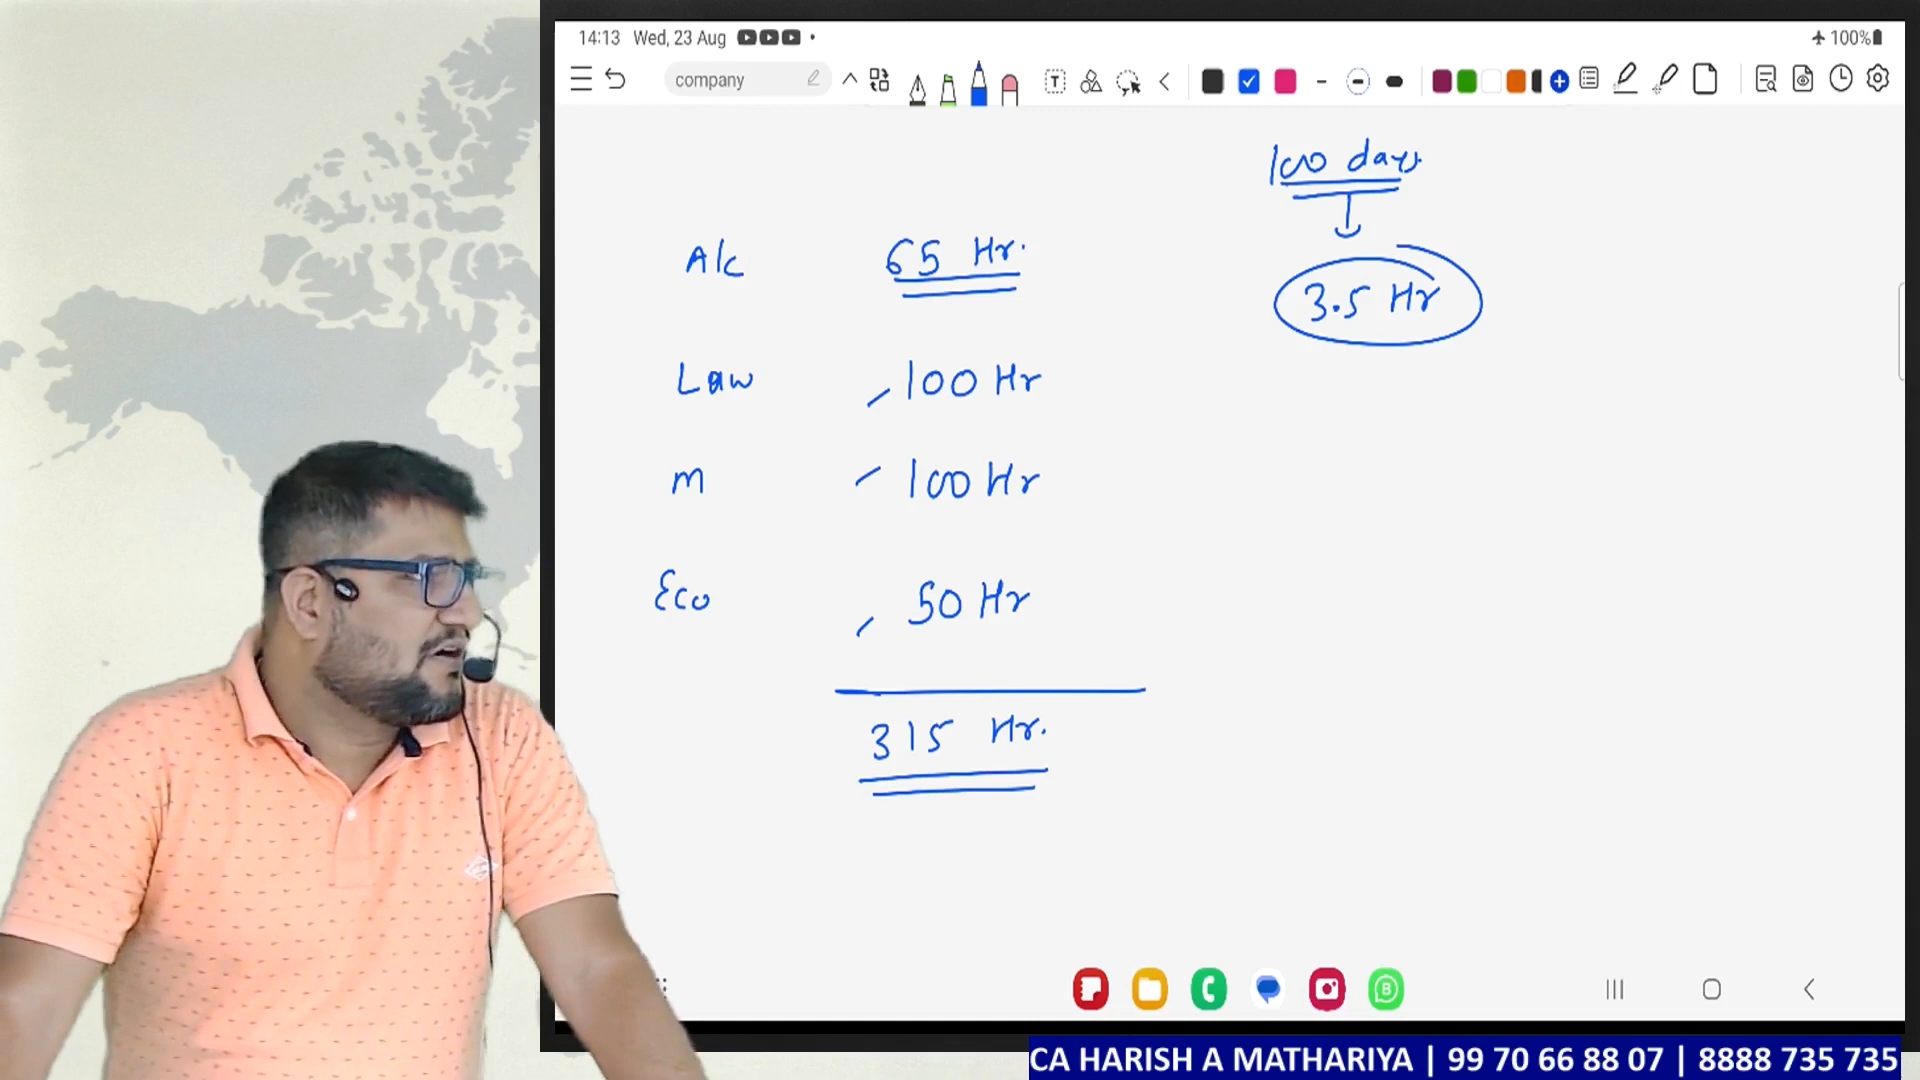 14:13 Wed, 23 Aug
100%
company
T
100 days
A/c 65 Hr.
3.5 Hr
Law 100 Hr
M 100 Hr
Eco 50 Hr
315 Hr.
B
CA HARISH A MATHARIYA | 99 70 66 88 07 | 8888 735 735